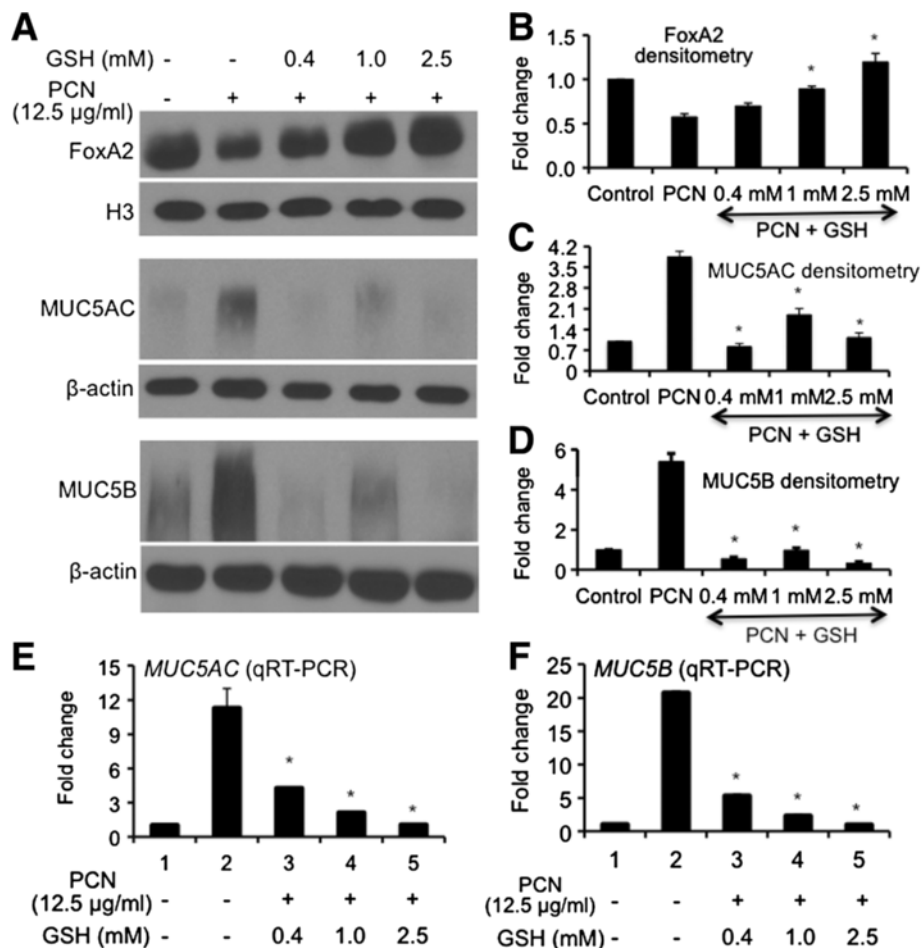 A
GSH (mM) - - 0.4 1.0 2.5
PCN - + + + +
(12.5 µg/ml)
FoxA2
H3
MUC5AC
β-actin
MUC5B
β-actin
B
FoxA2
densitometry
Fold change
1.5
1.0
0.5
0.0
*
*
Control PCN 0.4 mM 1 mM 2.5 mM
PCN + GSH
C
MUC5AC densitometry
Fold change
4.2
3.5
2.8
2.1
1.4
0.7
0
*
*
*
Control PCN 0.4 mM 1 mM 2.5 mM
PCN + GSH
D
MUC5B densitometry
Fold change
6
4
2
0
*
*
*
Control PCN 0.4 mM 1 mM 2.5 mM
PCN + GSH
E
MUC5AC (qRT-PCR)
Fold change
15
12
9
6
3
0
*
*
*
1 2 3 4 5
PCN
(12.5 µg/ml) - - + + +
GSH (mM) - - 0.4 1.0 2.5
F
MUC5B (qRT-PCR)
Fold change
25
20
15
10
5
0
*
*
*
1 2 3 4 5
PCN
(12.5 µg/ml) - - + + +
GSH (mM) - - 0.4 1.0 2.5